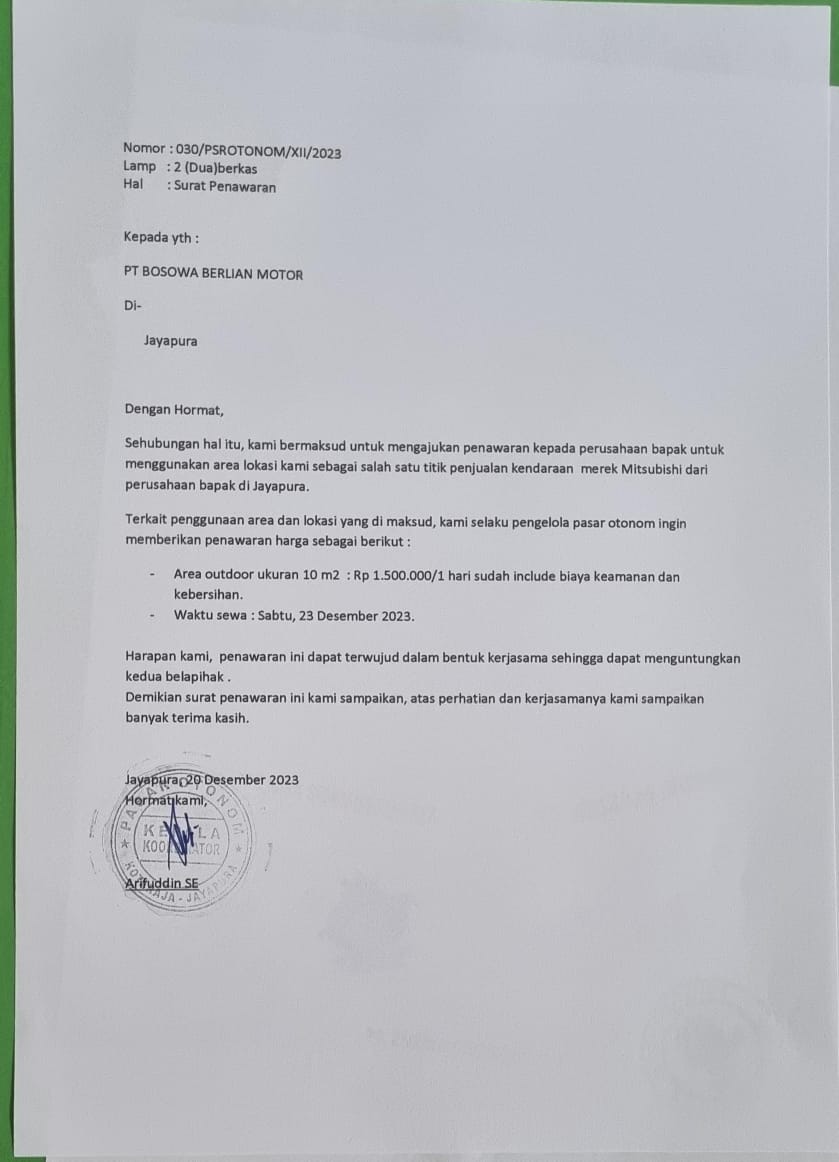 Nomor : 030/PSROTONOM/XII/2023
Lamp : 2 (Dua)berkas
Hal : Surat Penawaran
Kepada yth :
PT BOSOWA BERLIAN MOTOR
Di-
Jayapura
Dengan Hormat,
Sehubungan hal itu, kami bermaksud untuk mengajukan penawaran kepada perusahaan bapak untuk
menggunakan area lokasi kami sebagai salah satu titik penjualan kendaraan merek Mitsubishi dari
perusahaan bapak di Jayapura.
Terkait penggunaan area dan lokasi yang di maksud, kami selaku pengelola pasar otonom ingin
memberikan penawaran harga sebagai berikut :
- Area outdoor ukuran 10 m2 : Rp 1.500.000/1 hari sudah include biaya keamanan dan
kebersihan.
- Waktu sewa : Sabtu, 23 Desember 2023.
Harapan kami, penawaran ini dapat terwujud dalam bentuk kerjasama sehingga dapat menguntungkan
kedua belapihak .
Demikian surat penawaran ini kami sampaikan, atas perhatian dan kerjasamanya kami sampaikan
banyak terima kasih.
Jayapura, 20 Desember 2023
Hormat kami,
PASAR OTONOM
Arifuddin SE